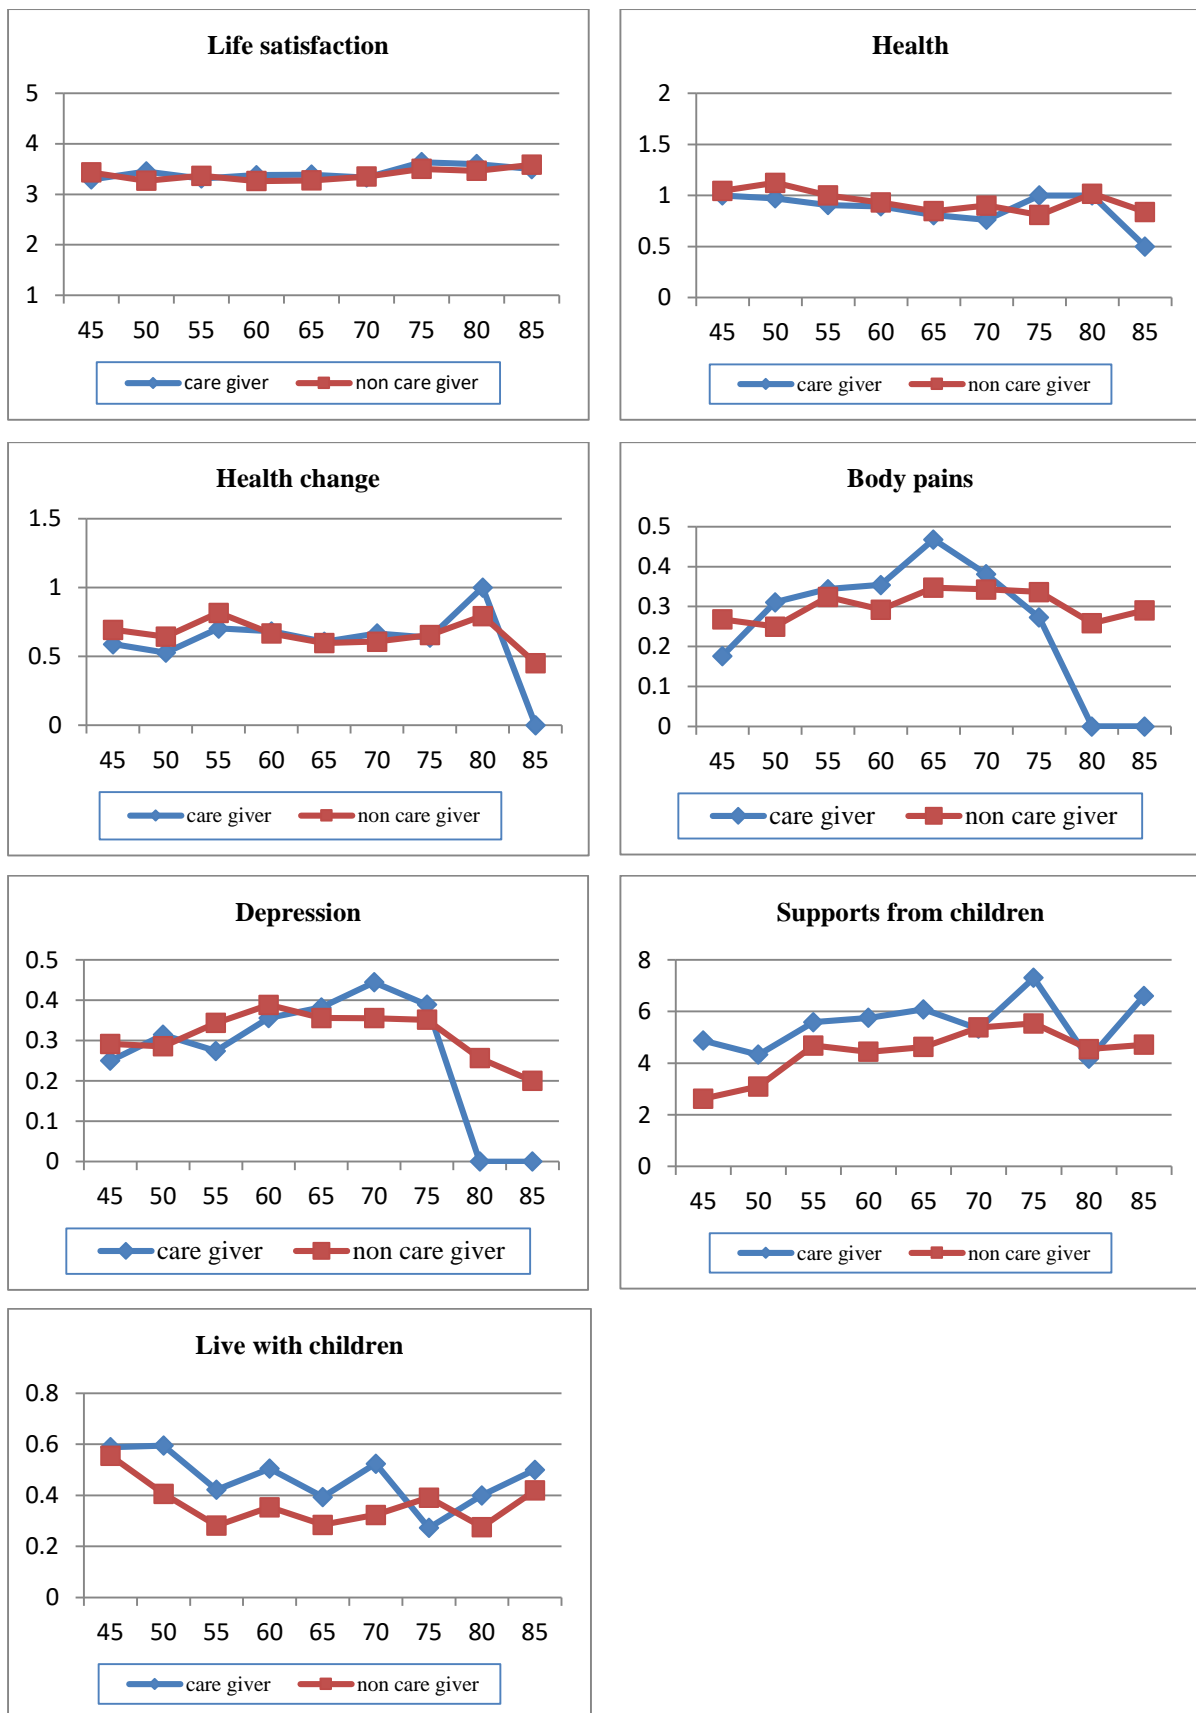 Life satisfaction
5
4
3
2
1
45 50 55 60 65 70 75 80 85
care giver non care giver
Health
2
1.5
1
0.5
0
45 50 55 60 65 70 75 80 85
care giver non care giver
Health change
1.5
1
0.5
0
45 50 55 60 65 70 75 80 85
care giver non care giver
Body pains
0.5
0.4
0.3
0.2
0.1
0
45 50 55 60 65 70 75 80 85
care giver non care giver
Depression
0.5
0.4
0.3
0.2
0.1
0
45 50 55 60 65 70 75 80 85
care giver non care giver
Supports from children
8
6
4
2
0
45 50 55 60 65 70 75 80 85
care giver non care giver
Live with children
0.8
0.6
0.4
0.2
0
45 50 55 60 65 70 75 80 85
care giver non care giver